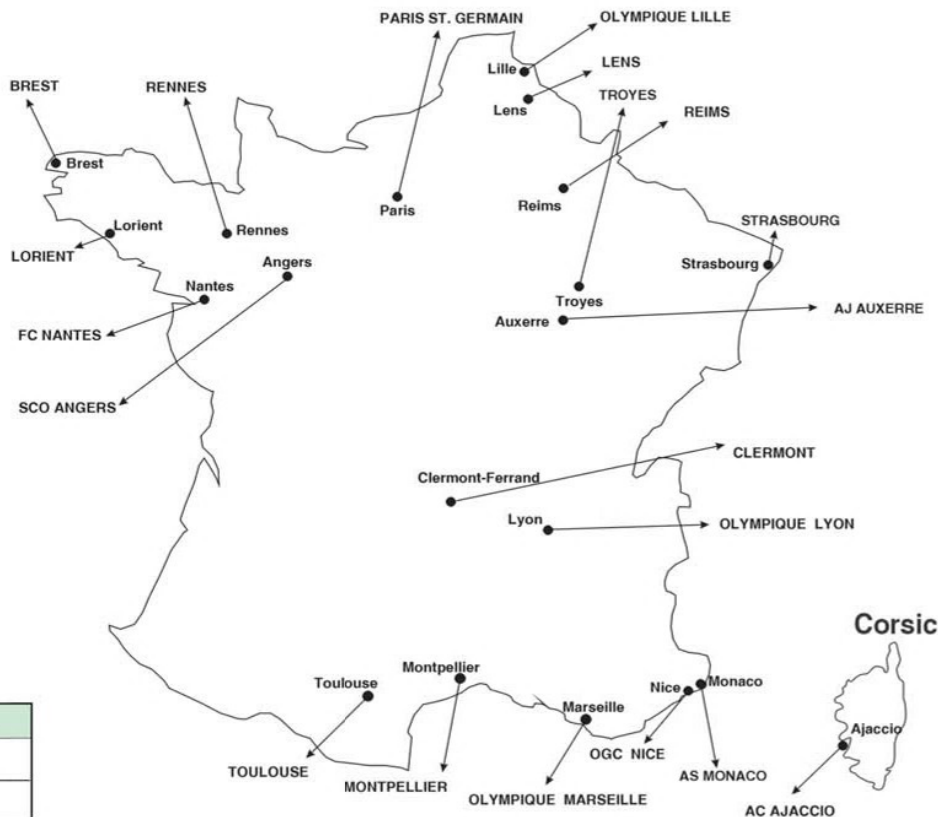 PARIS ST. GERMAIN
OLYMPIQUE LILLE
Lille
LENS
BREST
RENNES
TROYES
Lens
REIMS
Brest
Reims
Paris
STRASBOURG
Lorient
Rennes
LORIENT
Angers
Strasbourg
Nantes
Troyes
AJ AUXERRE
Auxerre
FC NANTES
SCO ANGERS
CLERMONT
Clermont-Ferrand
Lyon
OLYMPIQUE LYON
Corsic
Montpellier
Toulouse
Nice
Monaco
Marseille
Ajaccio
OGC NICE
TOULOUSE
AS MONACO
MONTPELLIER
OLYMPIQUE MARSEILLE
AC AJACCIO